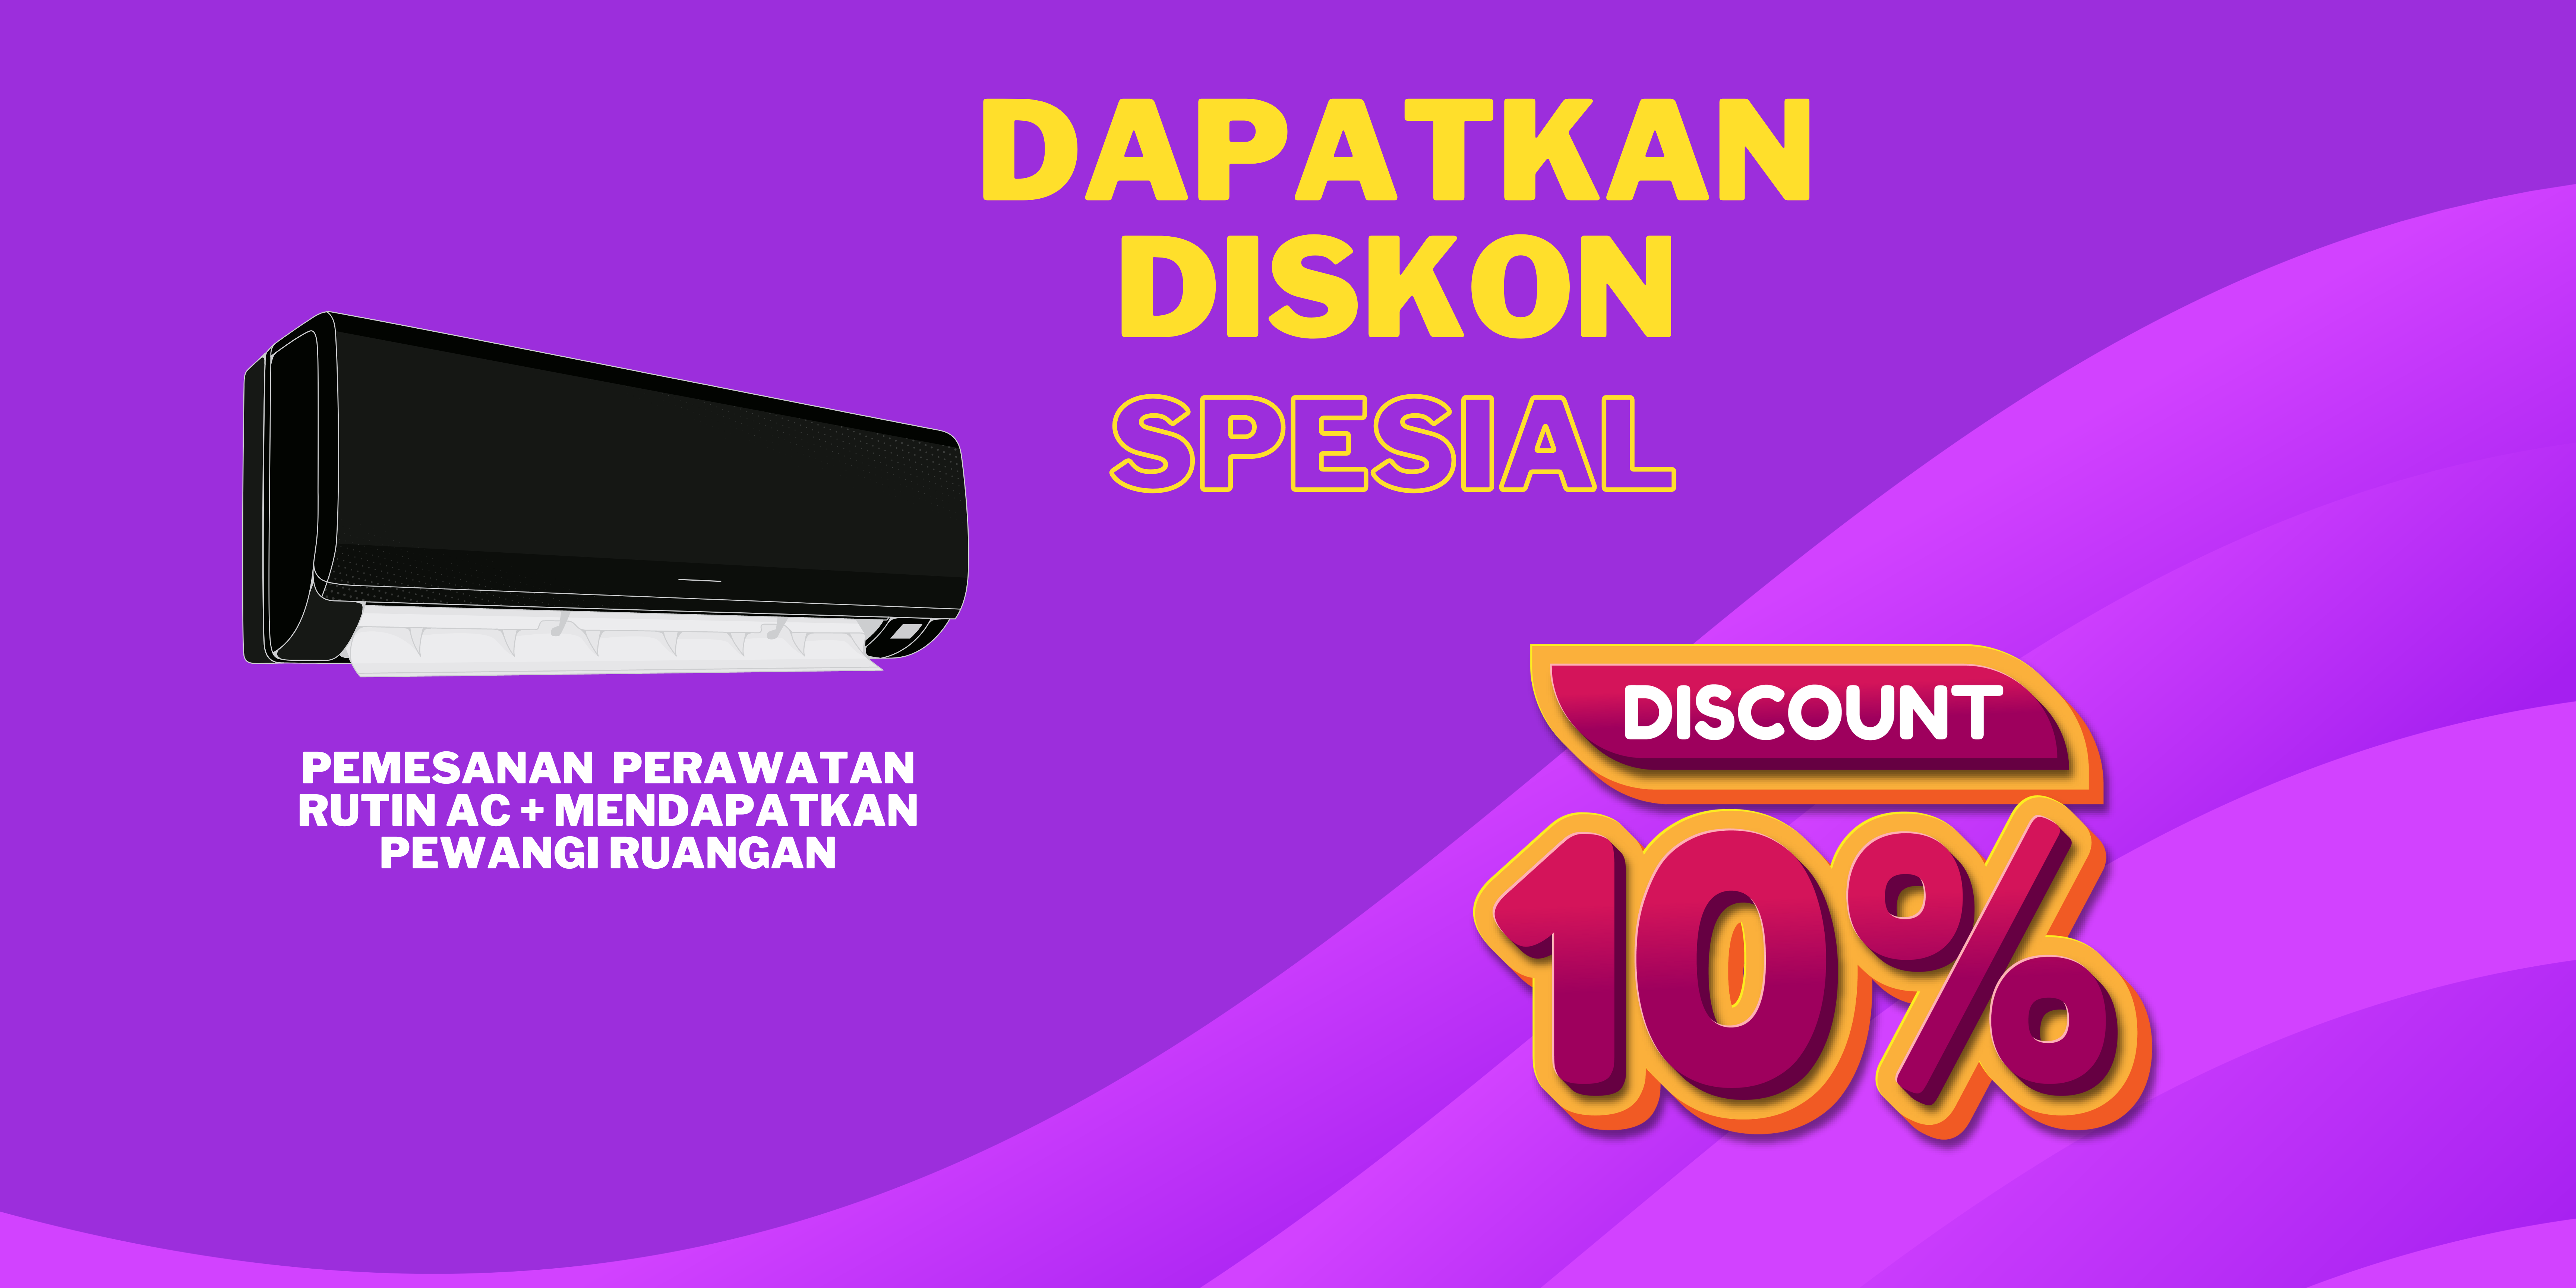 DAPATKAN
DISKON
SPESIAL
PEMESANAN PERAWATAN
RUTIN AC + MENDAPATKAN
PEWANGI RUANGAN
DISCOUNT
10%